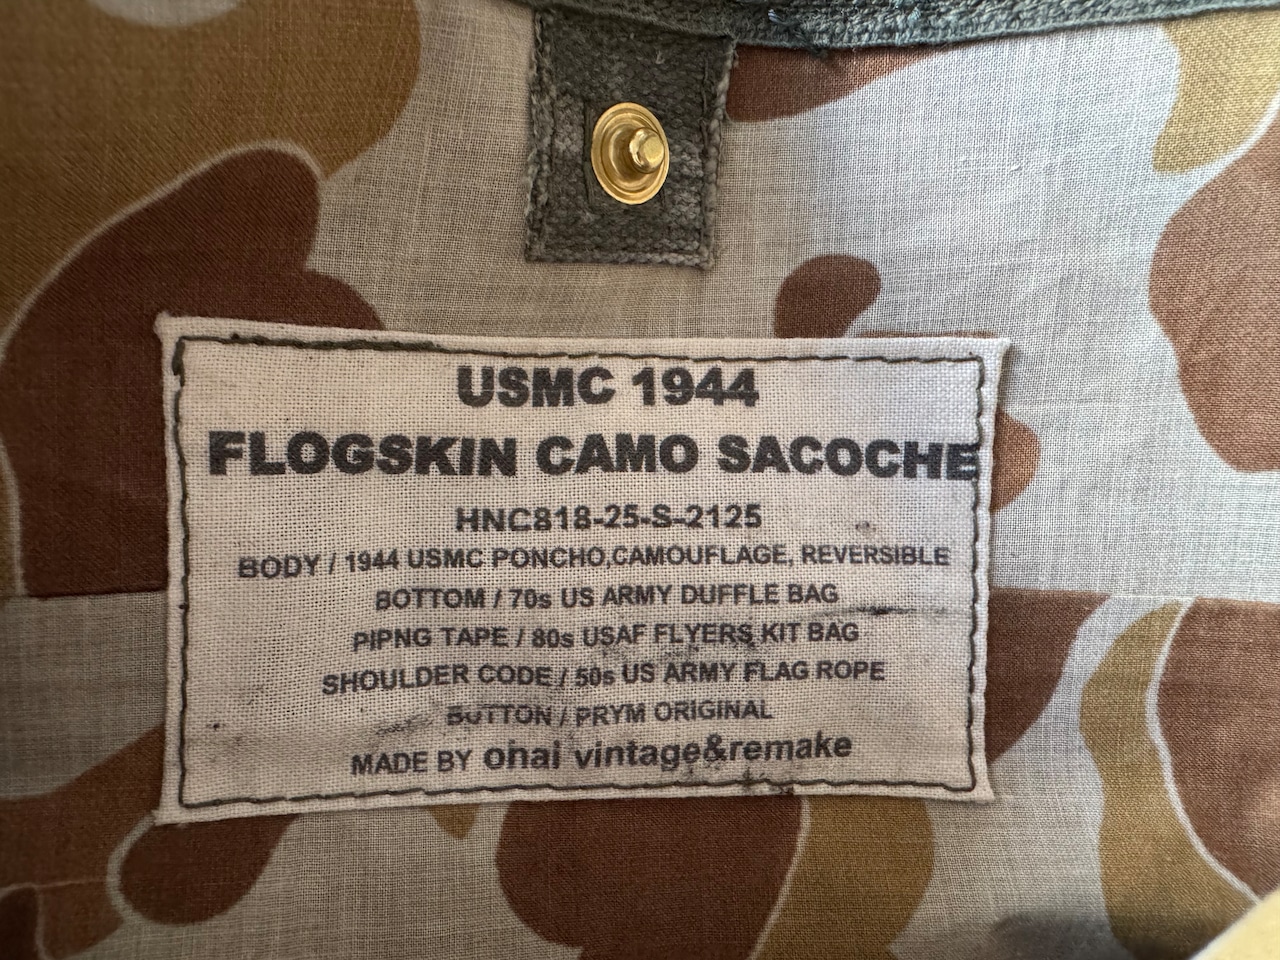 USMC 1944
FLOGSKIN CAMO SACOCHE
HNC818-25-S-2125
BODY / 1944 USMC PONCHO,CAMOUFLAGE, REVERSIBLE
BOTTOM / 70s US ARMY DUFFLE BAG
PIPNG TAPE / 80s USAF FLYERS KIT BAG
SHOULDER CODE / 50s US ARMY FLAG ROPE
BUTTON / PRYM ORIGINAL
MADE BY ohai vintage&remake